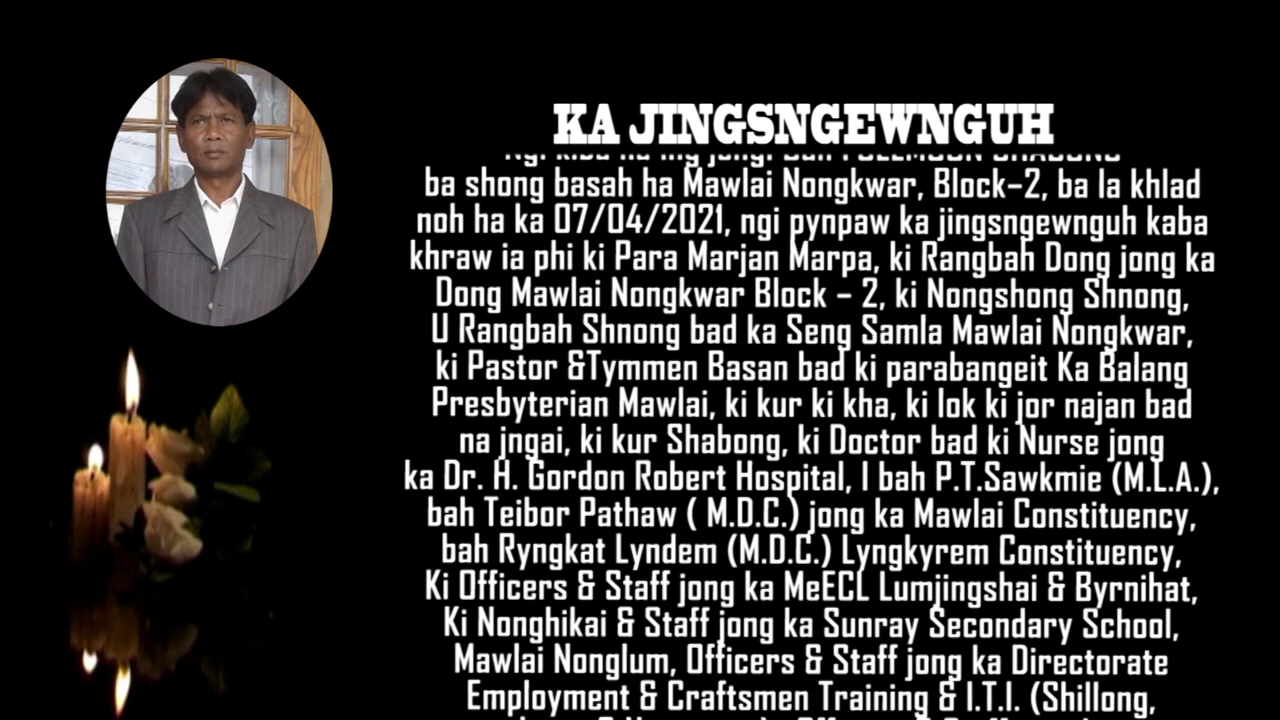 KA JINGSNGEWNGUH
ba shong basah ha Mawlai Nongkwar, Block–2, ba la khlad
noh ha ka 07/04/2021, ngi pynpaw ka jingsngewnguh kaba
khraw ia phi ki Para Marjan Marpa, ki Rangbah Dong jong ka
Dong Mawlai Nongkwar Block – 2, ki Nongshong Shnong,
U Rangbah Shnong bad ka Seng Samla Mawlai Nongkwar,
ki Pastor &Tymmen Basan bad ki parabangeit Ka Balang
Presbyterian Mawlai, ki kur ki kha, ki lok ki jor najan bad
na jngai, ki kur Shabong, ki Doctor bad ki Nurse jong
ka Dr. H. Gordon Robert Hospital, I bah P.T.Sawkmie (M.L.A.),
bah Teibor Pathaw ( M.D.C.) jong ka Mawlai Constituency,
bah Ryngkat Lyndem (M.D.C.) Lyngkyrem Constituency,
Ki Officers & Staff jong ka MeECL Lumjingshai & Byrnihat,
Ki Nonghikai & Staff jong ka Sunray Secondary School,
Mawlai Nonglum, Officers & Staff jong ka Directorate
Employment & Craftsmen Training & I.T.I. (Shillong,